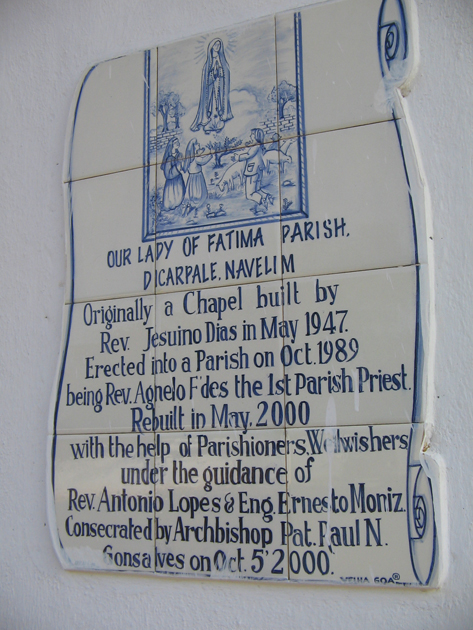 OUR LADY OF FATIMA PARISH,
DICARPALE. NAVELIM
Originally a Chapel built by
Rev. Jesuino Dias in May 1947.
Erected into a Parish on Oct.1989
being Rev. Agnelo F'des the 1st Parish Priest.
Rebuilt in May. 2000
with the help of Parishioners, Wellwishers
under the guidance of
Rev. Antonio Lopes & Eng. Ernesto Moniz.
Consecrated by Archbishop Pat. Raul N.
Gonsalves on Oct. 5' 2000.
GOA®